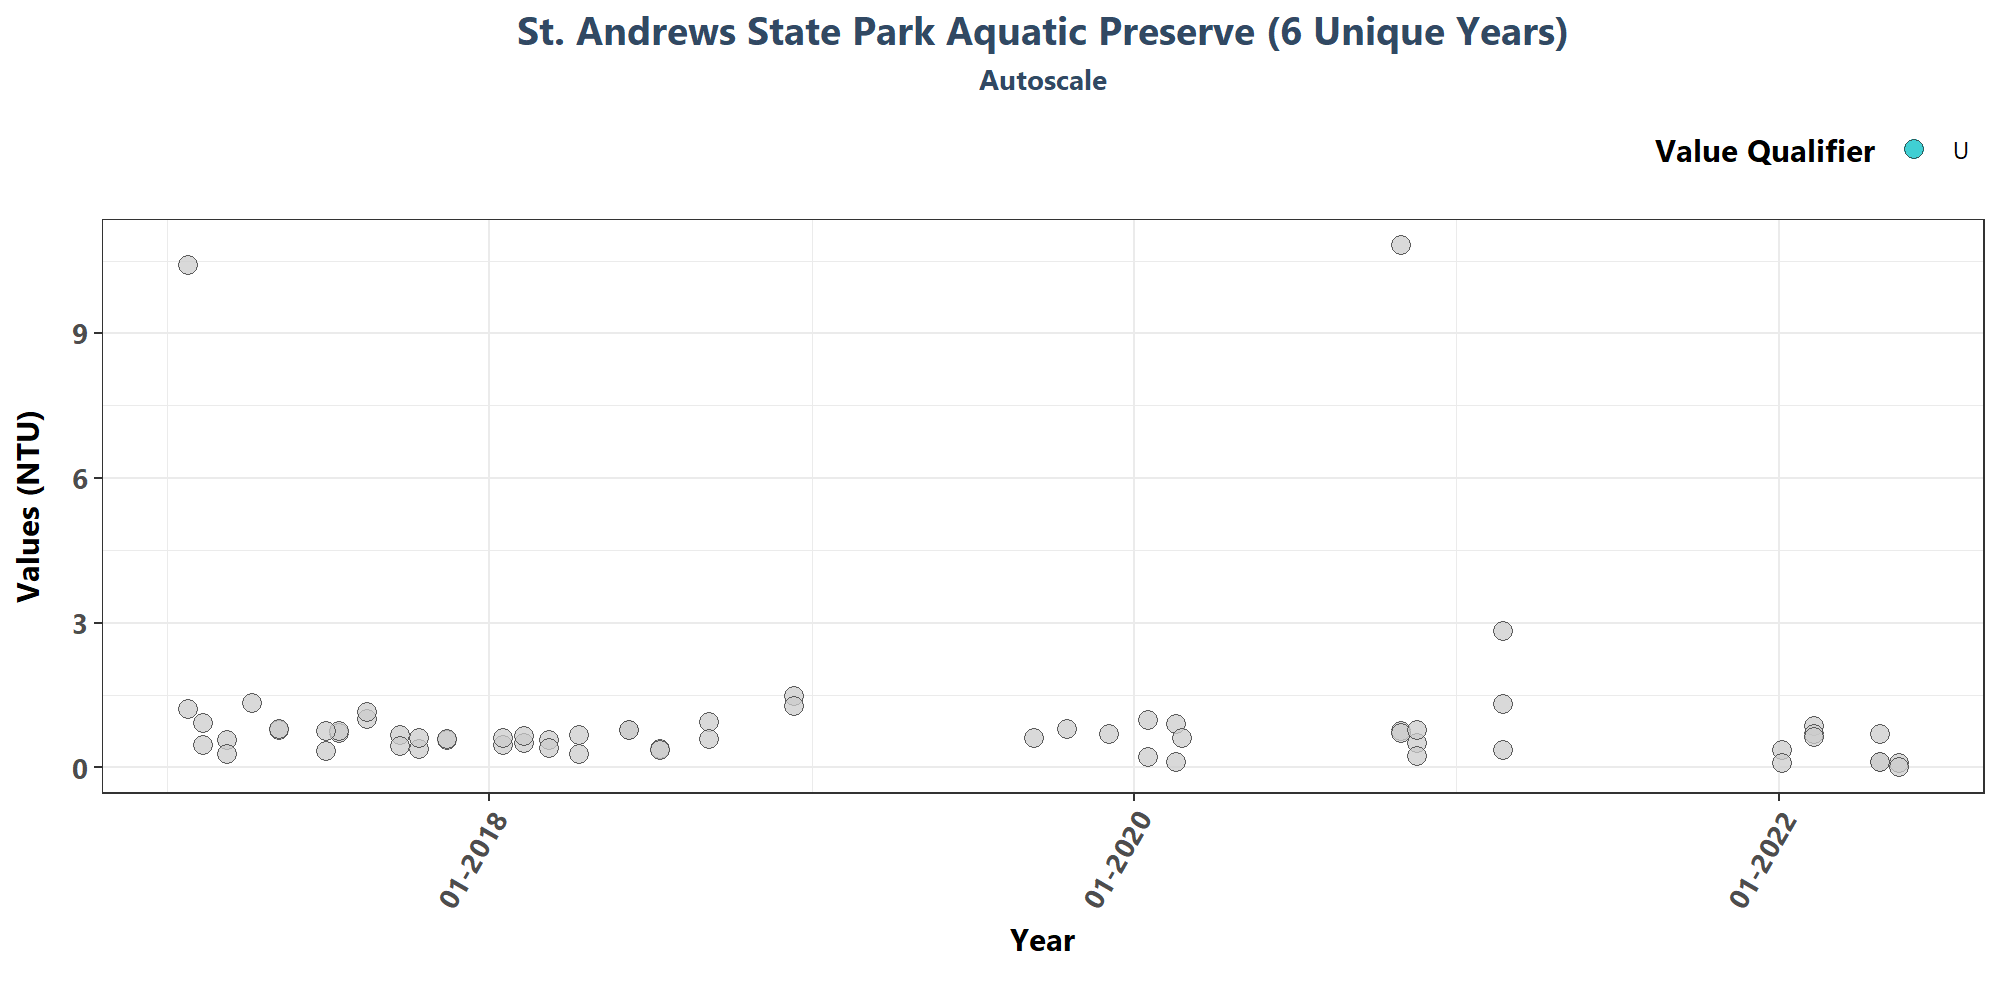 St. Andrews State Park Aquatic Preserve (6 Unique Years)
Autoscale
Value Qualifier U
9
6
3
0
Values (NTU)
01-2018
01-2020
01-2022
Year